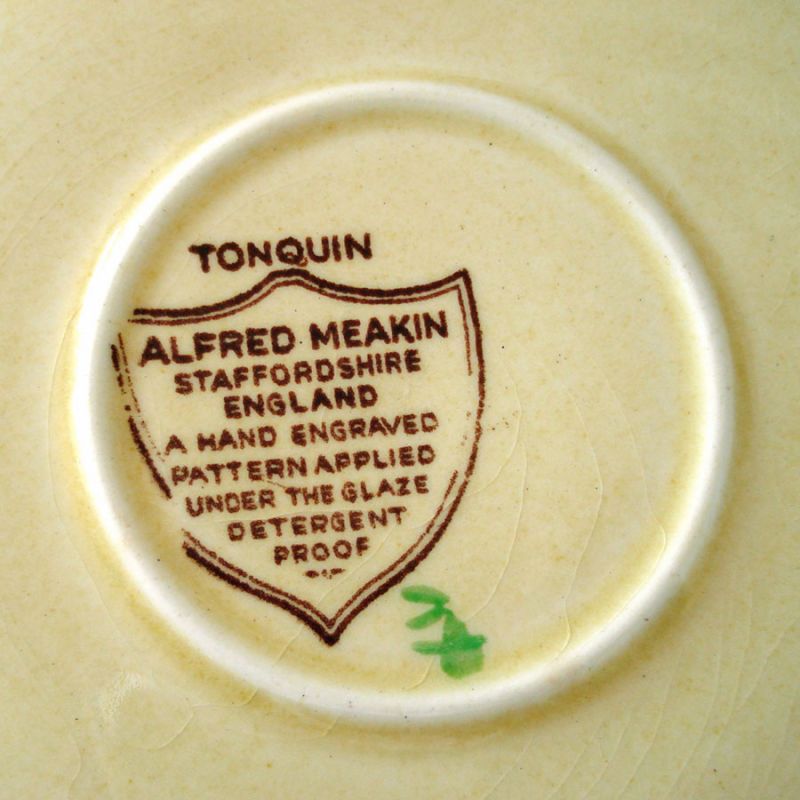 TONQUIN
ALFRED MEAKIN
STAFFORDSHIRE
ENGLAND
A HAND ENGRAVED
PATTERN APPLIED
UNDER THE GLAZE
DETERGENT
PROOF